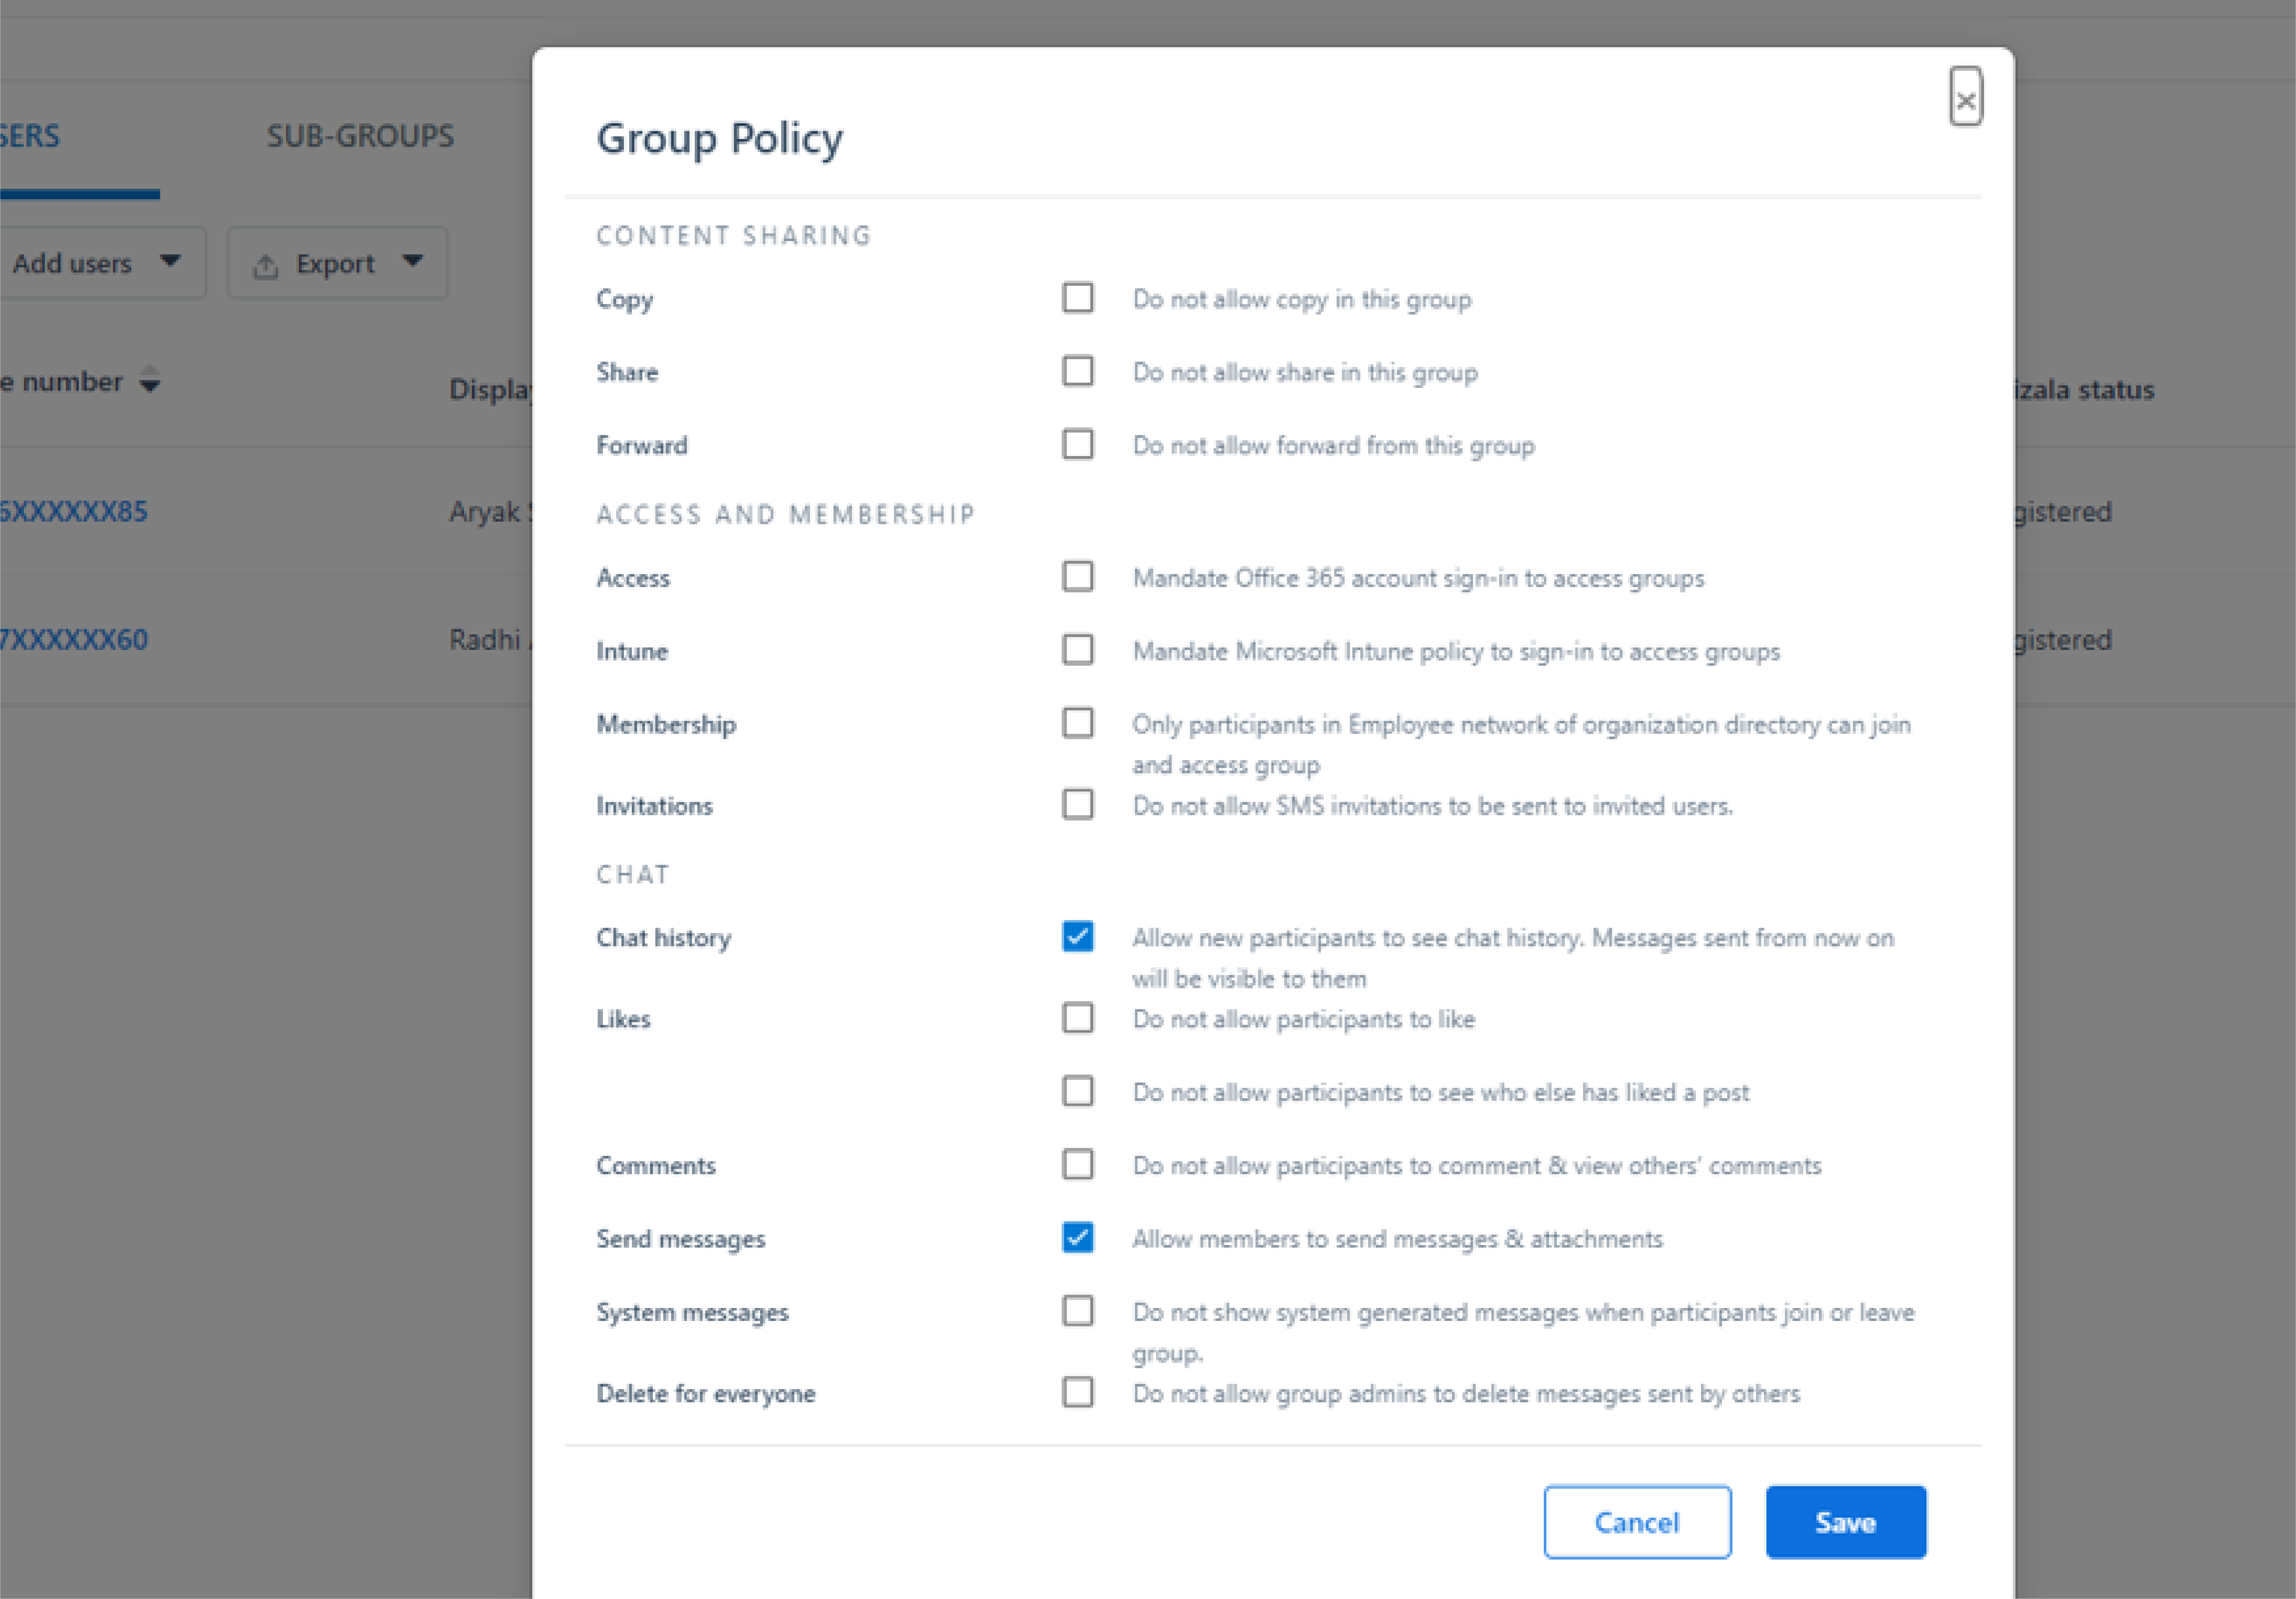 Group Policy
SERS
SUB-GROUPS
Add users
Export
e number
Display
izala status
6XXXXXX85
Aryak
gistered
7XXXXXX60
Radhi
gistered
CONTENT SHARING
Copy
Do not allow copy in this group
Share
Do not allow share in this group
Forward
Do not allow forward from this group
ACCESS AND MEMBERSHIP
Access
Mandate Office 365 account sign-in to access groups
Intune
Mandate Microsoft Intune policy to sign-in to access groups
Membership
Only participants in Employee network of organization directory can join
and access group
Invitations
Do not allow SMS invitations to be sent to invited users.
CHAT
Chat history
Allow new participants to see chat history. Messages sent from now on
will be visible to them
Likes
Do not allow participants to like
Do not allow participants to see who else has liked a post
Comments
Do not allow participants to comment & view others' comments
Send messages
Allow members to send messages & attachments
System messages
Do not show system generated messages when participants join or leave
group.
Delete for everyone
Do not allow group admins to delete messages sent by others
Cancel
Save